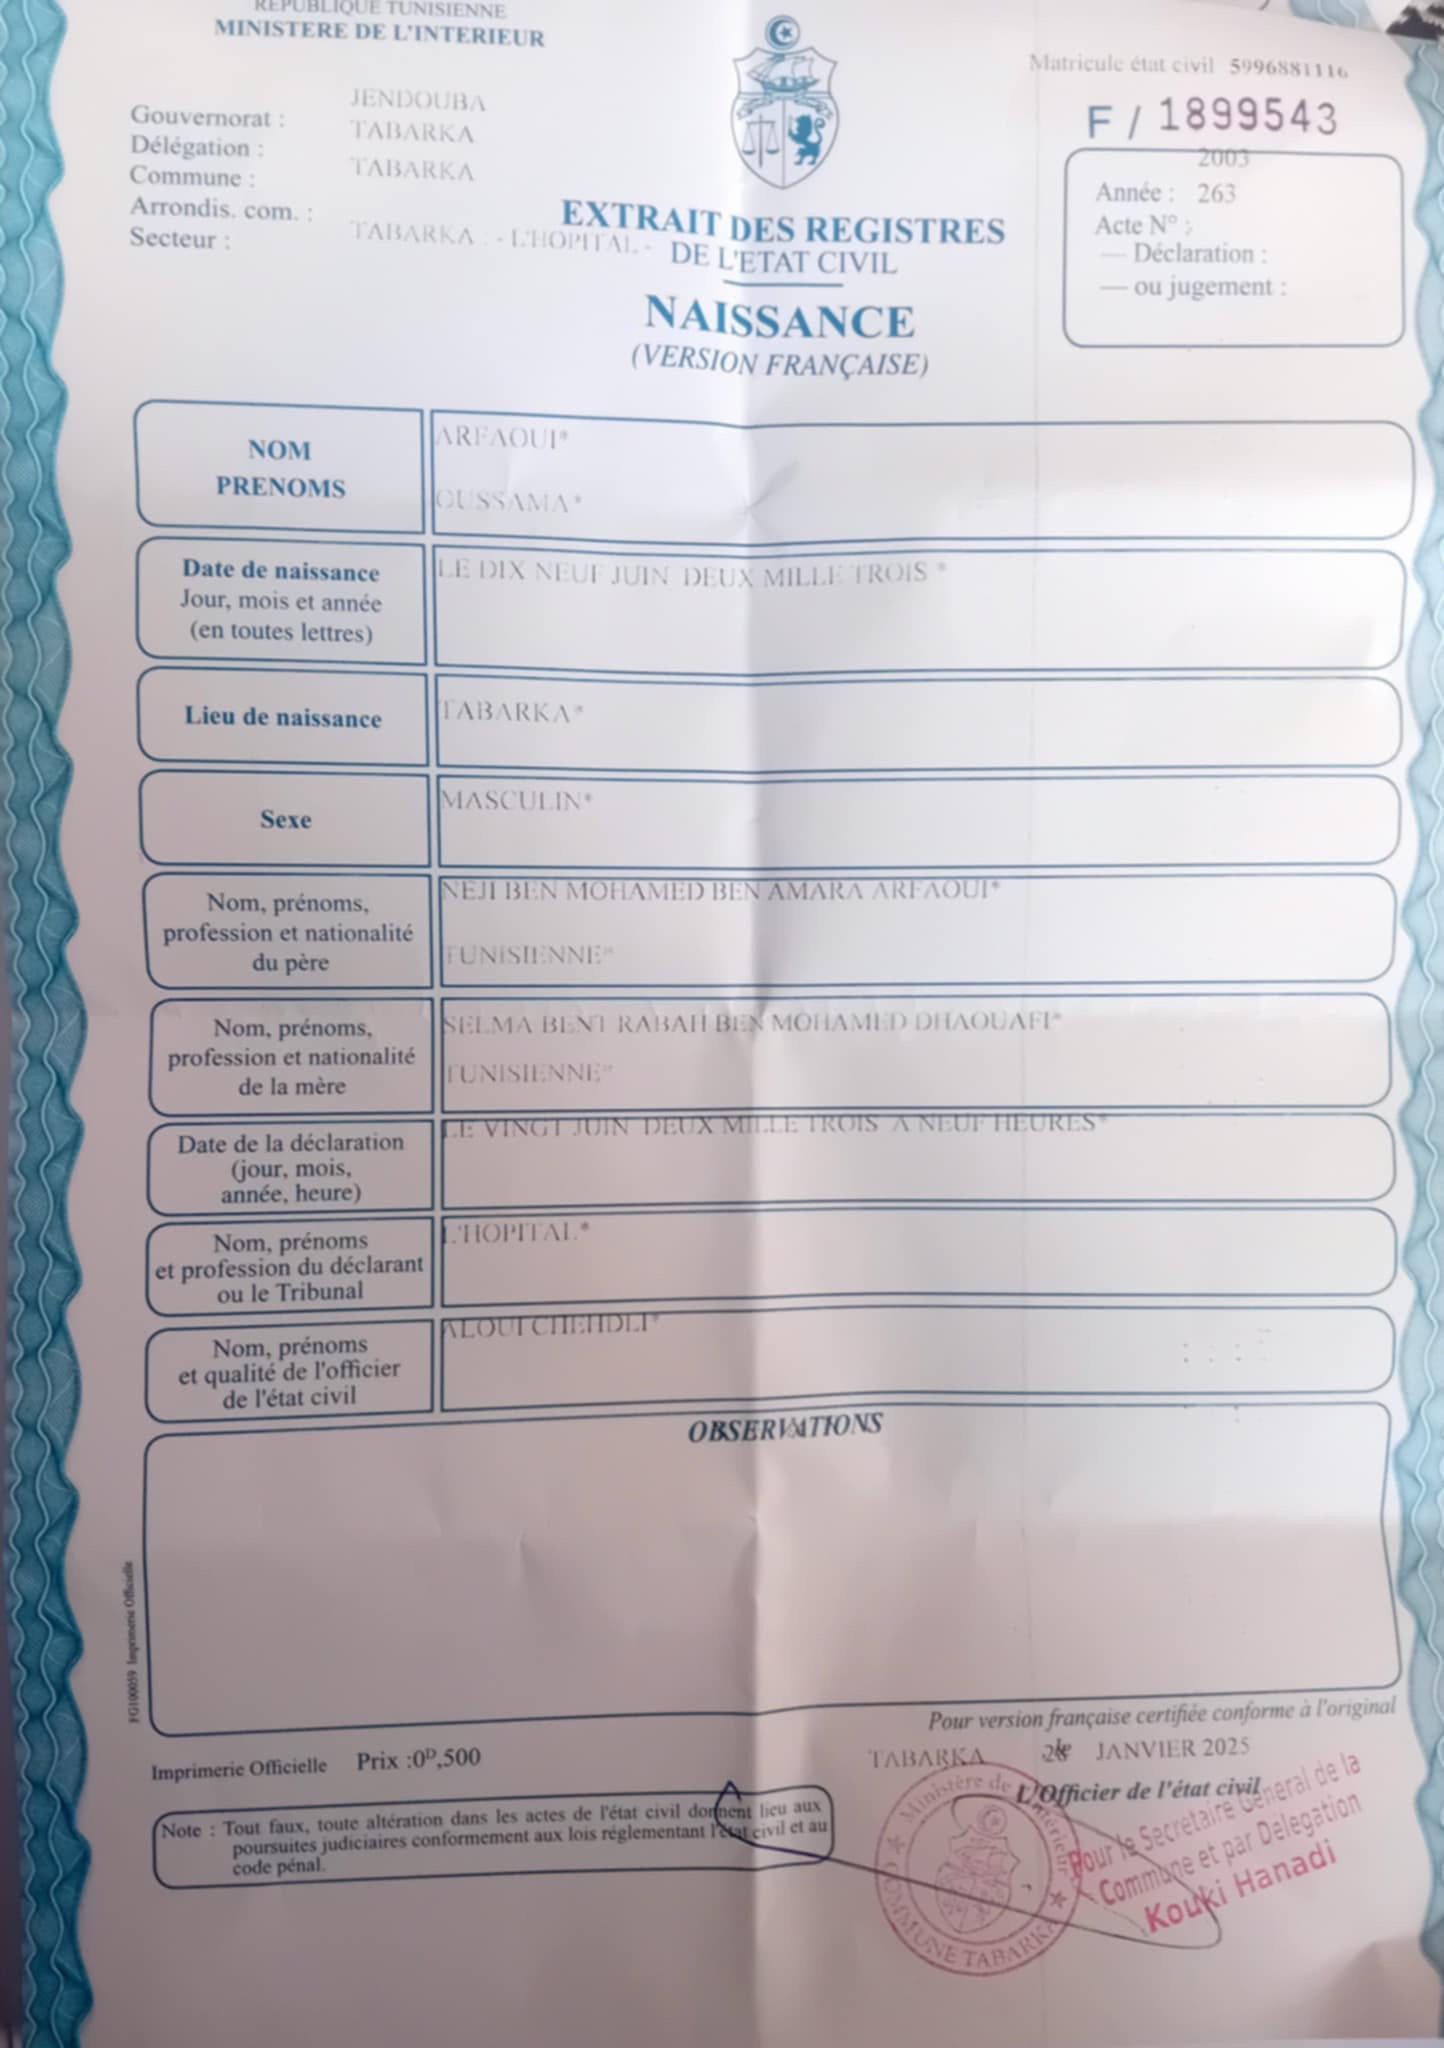 REPUBLIQUE TUNISIENNE
MINISTERE DE L'INTERIEUR
Gouvernorat : JENDOUBA
Délégation : TABARKA
Commune : TABARKA
Arrondis. com. :
Secteur : TABARKA : - L'HOPITAL -
Matricule état civil 5996881116
F / 1899543
2003
Année : 263
Acte N° :
— Déclaration :
— ou jugement :
EXTRAIT DES REGISTRES
DE L'ETAT CIVIL
NAISSANCE
(VERSION FRANÇAISE)
NOM
PRENOMS
ARFAOUI*
OUSSAMA*
Date de naissance
Jour, mois et année
(en toutes lettres)
LE DIX NEUF JUIN DEUX MILLE TROIS *
Lieu de naissance
TABARKA*
Sexe
MASCULIN*
Nom, prénoms,
profession et nationalité
du père
NEJI BEN MOHAMED BEN AMARA ARFAOUI*
TUNISIENNE*
Nom, prénoms,
profession et nationalité
de la mère
SELMA BENT RABAH BEN MOHAMED DHAOUAFI*
TUNISIENNE*
Date de la déclaration
(jour, mois,
année, heure)
LE VINGT JUIN DEUX MILLE TROIS A NEUF HEURES*
Nom, prénoms
et profession du déclarant
ou le Tribunal
L'HOPITAL*
Nom, prénoms
et qualité de l'officier
de l'état civil
ALOUI CHEHDLI*
OBSERVATIONS
FG100059 Imprimerie Officielle
Pour version française certifiée conforme à l'original
Imprimerie Officielle Prix :0D,500
TABARKA le JANVIER 2025
L'Officier de l'état civil
Note : Tout faux, toute altération dans les actes de l'état civil donnent lieu aux
poursuites judiciaires conformement aux lois réglementant l'état civil et au
code pénal.
Ministère de l'Intérieur
COMMUNE TABARKA
Pour le Secrétaire Général de la
Commune et par Délégation
Kouki Hanadi